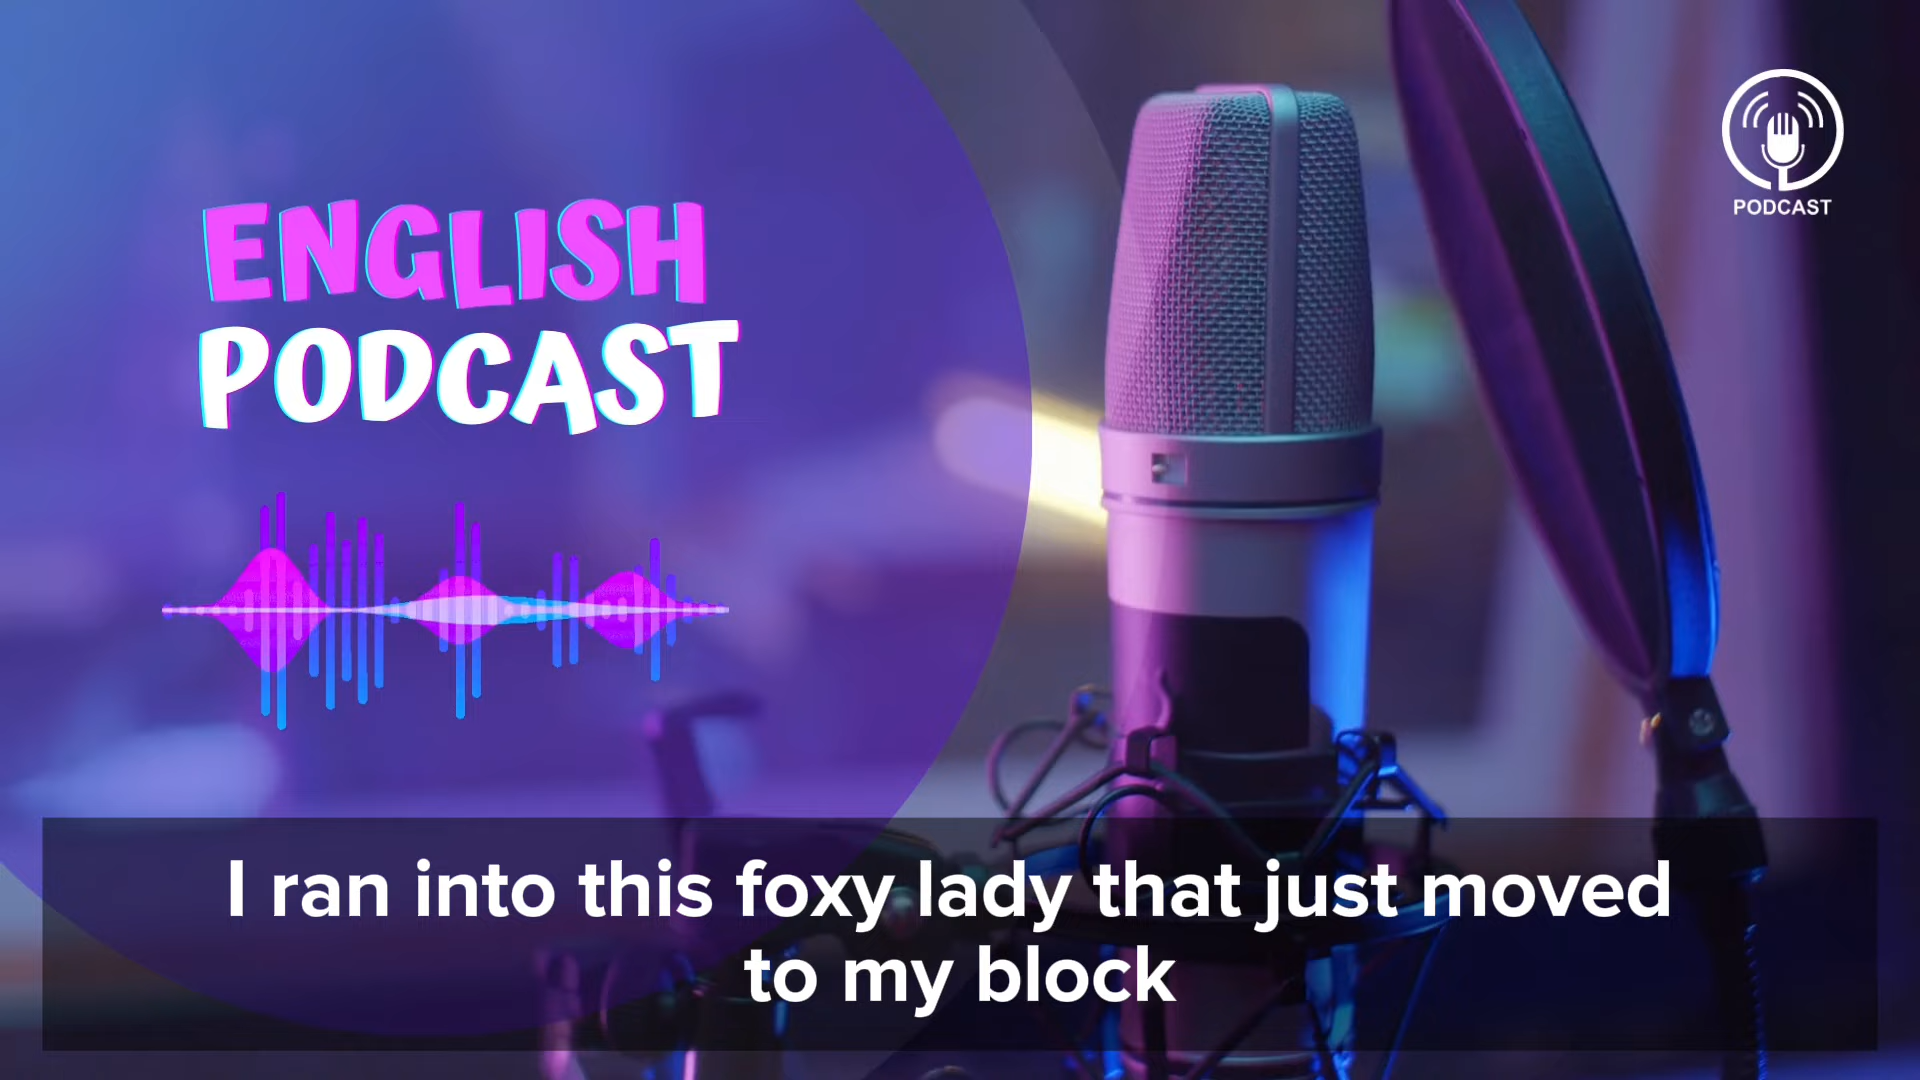 ENGLISH
PODCAST
PODCAST
I ran into this foxy lady that just moved
to my block